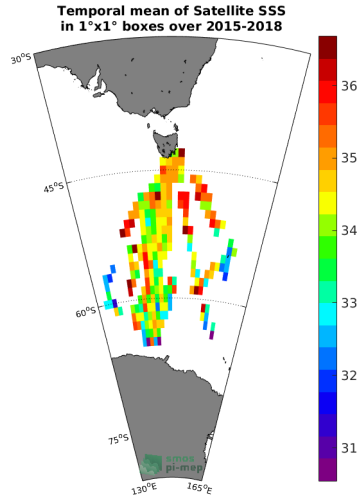 Temporal mean of Satellite SSS
in 1°x1° boxes over 2015-2018
30°S
45°S
60°S
75°S
130°E
165°E
36
35
34
33
32
31
smos
pi-mep